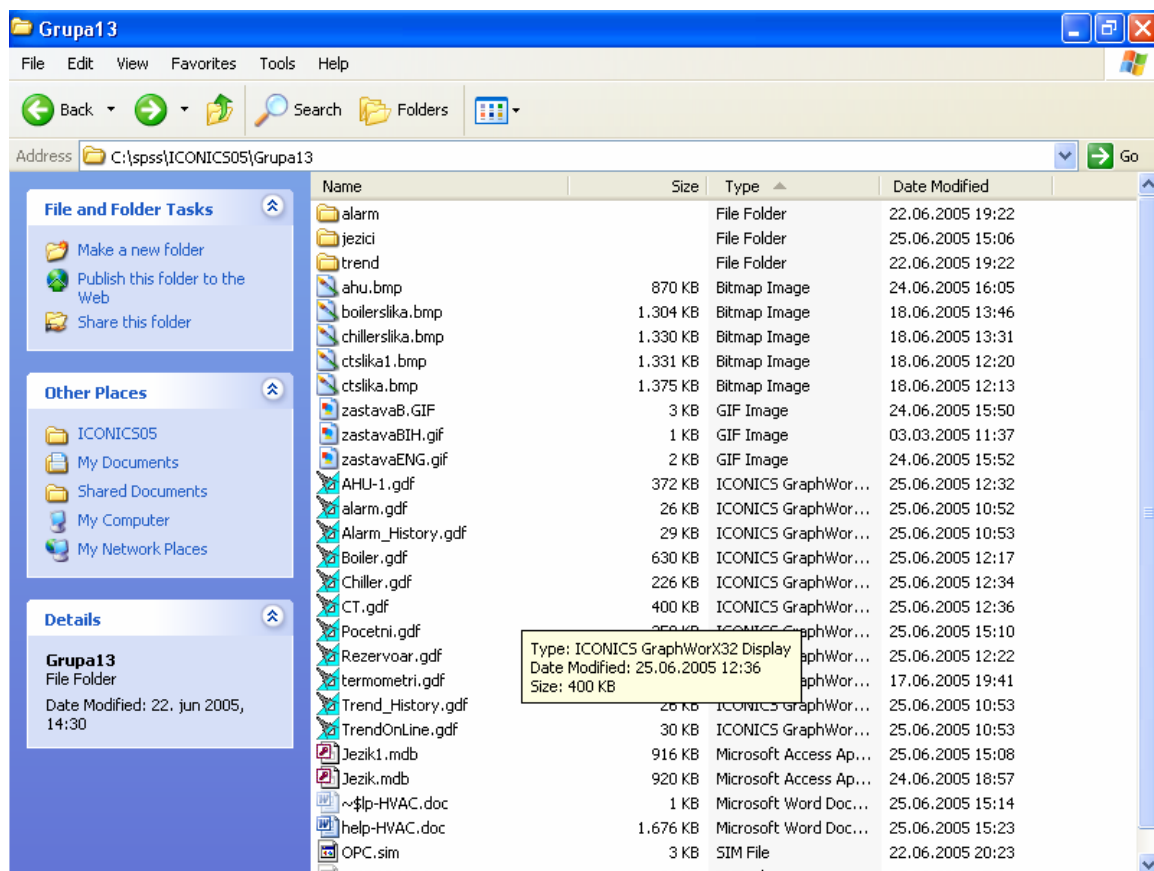 Grupa13
File Edit View Favorites Tools Help
Back Search Folders
Address C:\spss\ICONICS05\Grupa13 Go
File and Folder Tasks
Make a new folder
Publish this folder to the
Web
Share this folder
Other Places
ICONICS05
My Documents
Shared Documents
My Computer
My Network Places
Details
Grupa13
File Folder
Date Modified: 22. jun 2005,
14:30
Name Size Type Date Modified
alarm File Folder 22.06.2005 19:22
jezici File Folder 25.06.2005 15:06
trend File Folder 22.06.2005 19:22
ahu.bmp 870 KB Bitmap Image 24.06.2005 16:05
boilerslika.bmp 1.304 KB Bitmap Image 18.06.2005 13:46
chillerslika.bmp 1.330 KB Bitmap Image 18.06.2005 13:31
ctslika1.bmp 1.331 KB Bitmap Image 18.06.2005 12:20
ctslika.bmp 1.375 KB Bitmap Image 18.06.2005 12:13
zastavaB.GIF 3 KB GIF Image 24.06.2005 15:50
zastavaBIH.gif 1 KB GIF Image 03.03.2005 11:37
zastavaENG.gif 2 KB GIF Image 24.06.2005 15:52
AHU-1.gdf 372 KB ICONICS GraphWor... 25.06.2005 12:32
alarm.gdf 26 KB ICONICS GraphWor... 25.06.2005 10:52
Alarm_History.gdf 29 KB ICONICS GraphWor... 25.06.2005 10:53
Boiler.gdf 630 KB ICONICS GraphWor... 25.06.2005 12:17
Chiller.gdf 226 KB ICONICS GraphWor... 25.06.2005 12:34
CT.gdf 400 KB ICONICS GraphWor... 25.06.2005 12:36
Pocetni.gdf KB ICONICS GraphWor... 25.06.2005 15:10
Rezervoar.gdf aphWor... 25.06.2005 12:22
termometri.gdf aphWor... 17.06.2005 19:41
Trend_History.gdf 28 KB ICONICS GraphWor... 25.06.2005 10:53
TrendOnLine.gdf 30 KB ICONICS GraphWor... 25.06.2005 10:53
Jezik1.mdb 916 KB Microsoft Access Ap... 25.06.2005 15:08
Jezik.mdb 920 KB Microsoft Access Ap... 24.06.2005 18:57
~$lp-HVAC.doc 1 KB Microsoft Word Doc... 25.06.2005 15:14
help-HVAC.doc 1.676 KB Microsoft Word Doc... 25.06.2005 15:23
OPC.sim 3 KB SIM File 22.06.2005 20:23
Type: ICONICS GraphWorX32 Display
Date Modified: 25.06.2005 12:36
Size: 400 KB